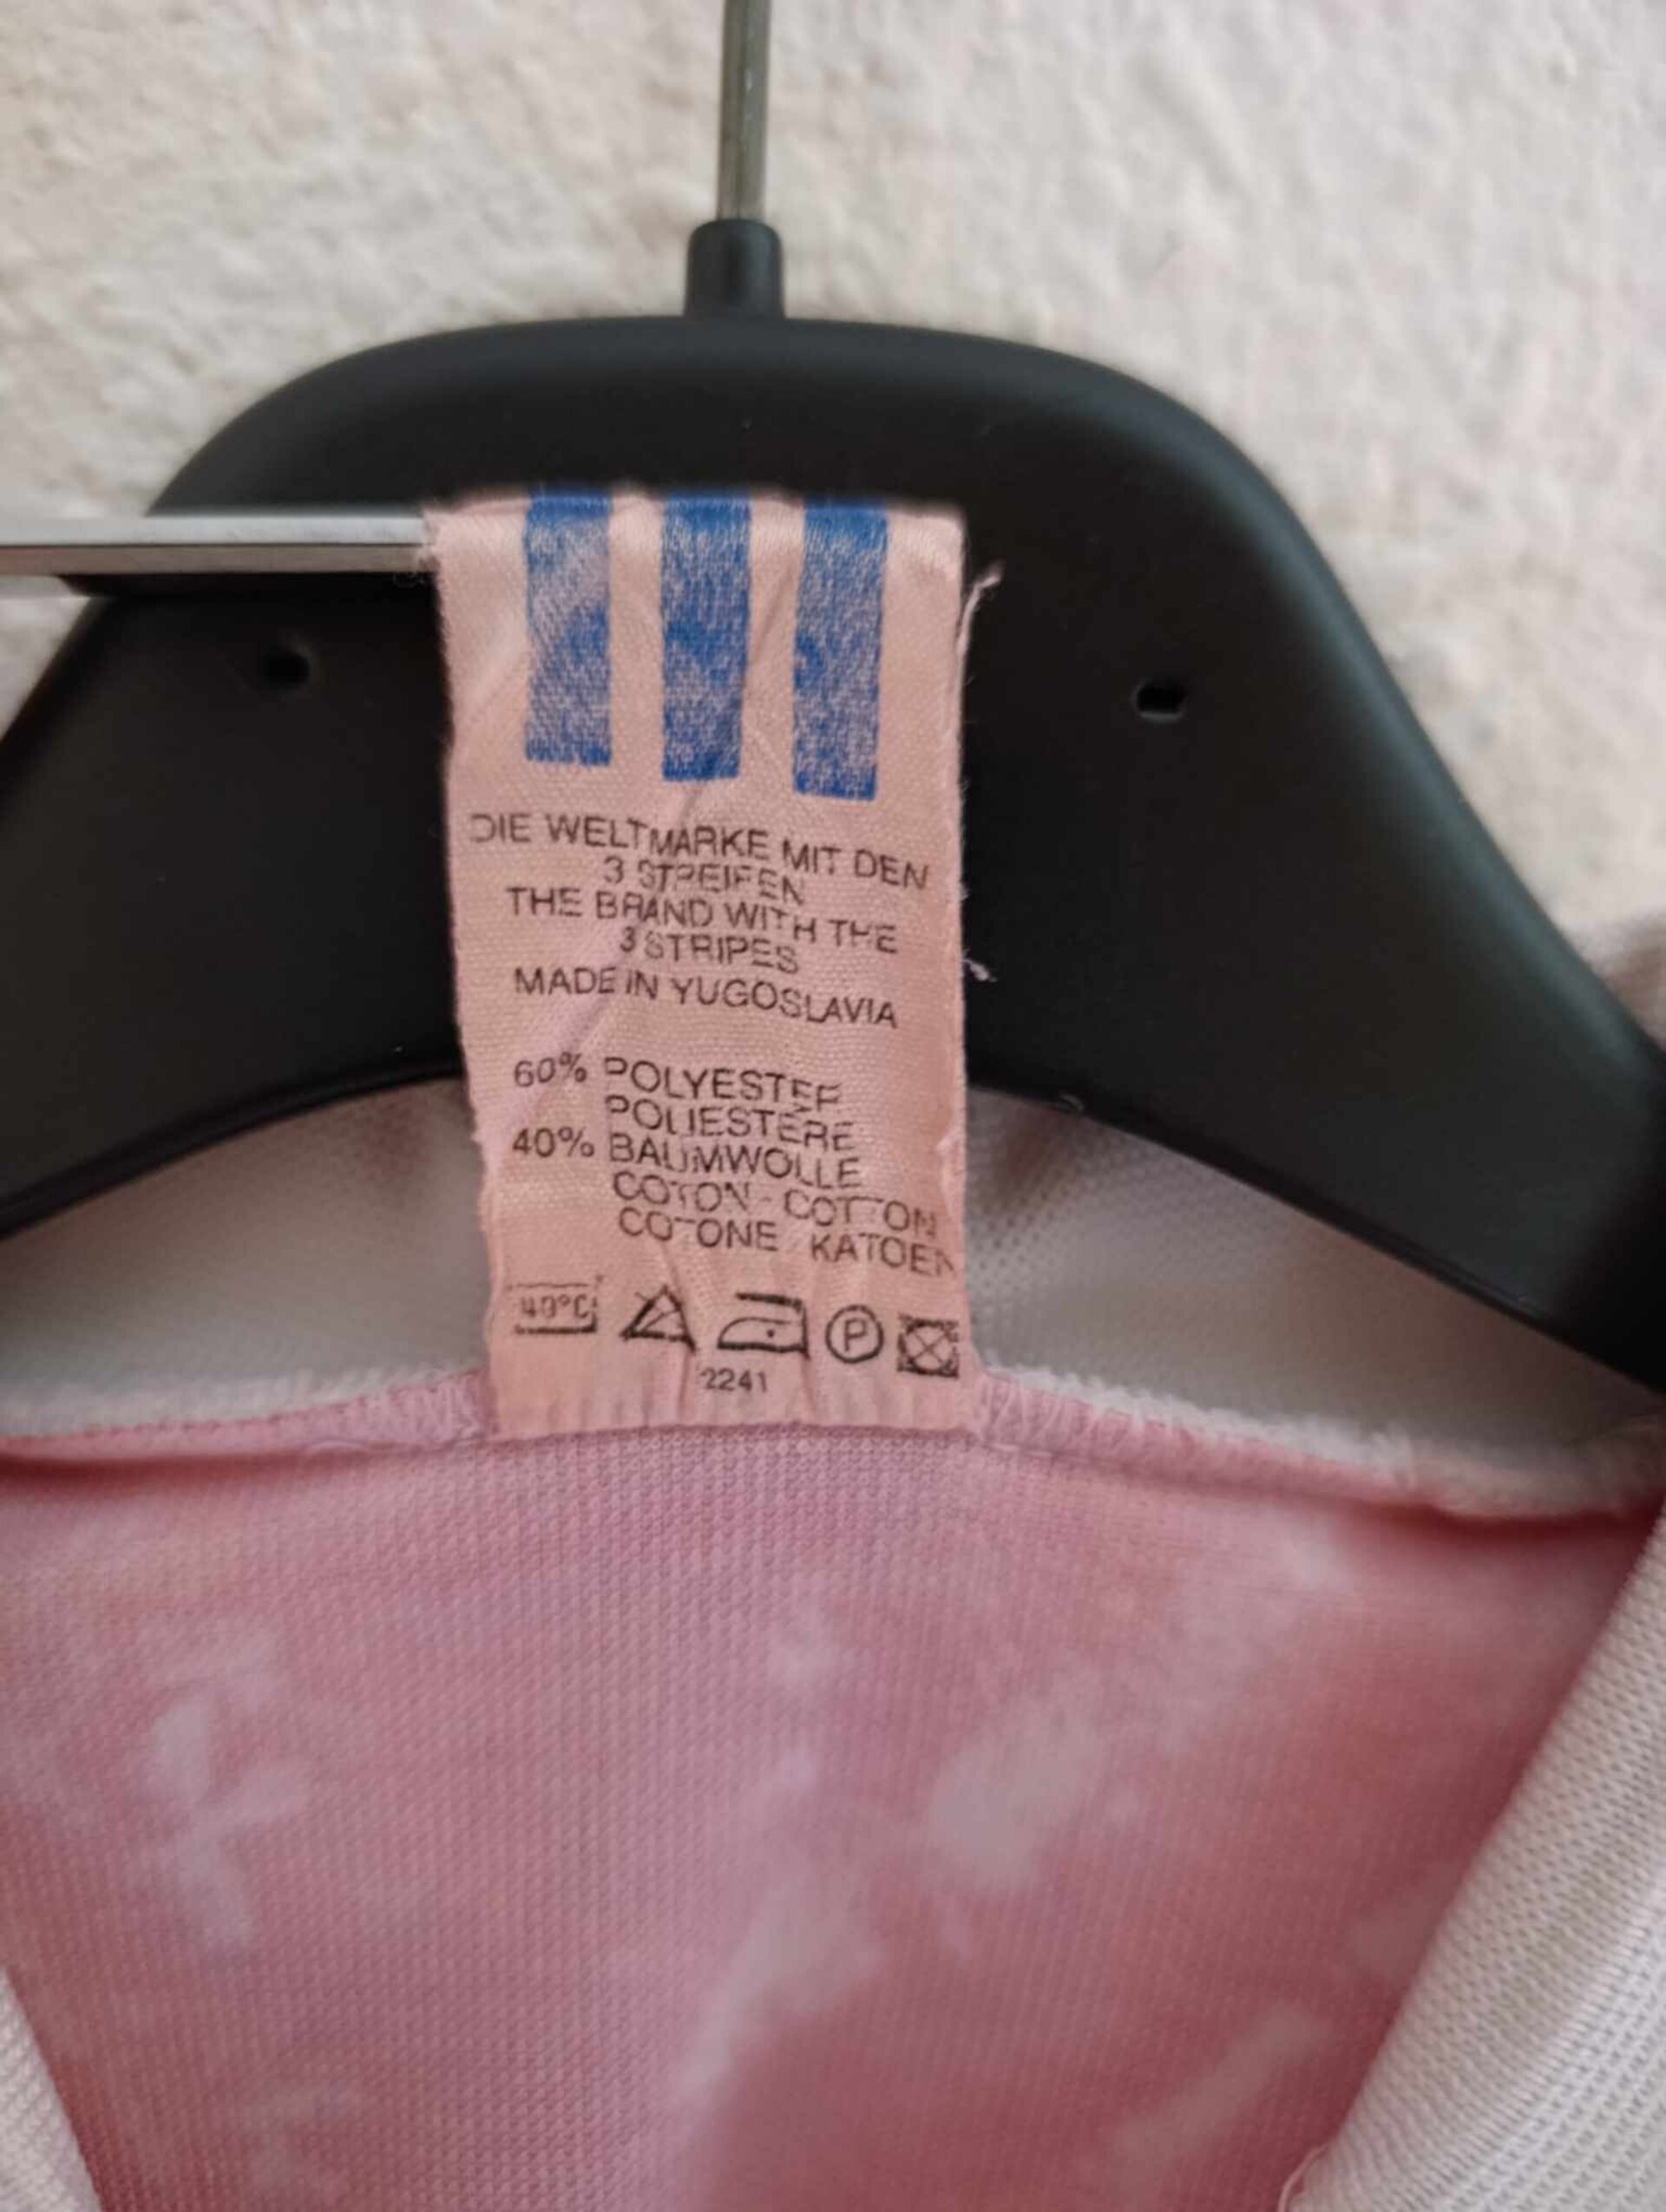 DIE WELTMARKE MIT DEN
3 STREIFEN
THE BRAND WITH THE
3 STRIPES
MADE IN YUGOSLAVIA
60% POLYESTER
POLIESTERE
40% BAUMWOLLE
COTON - COTTON
COTONE KATOEN
40°C P
2241